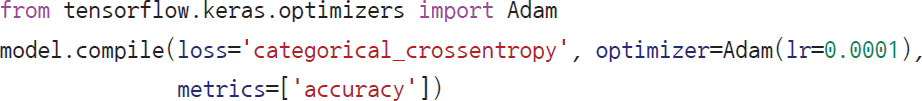 from tensorflow.keras.optimizers import Adam
model.compile(loss='categorical_crossentropy', optimizer=Adam(lr=0.0001),
              metrics=['accuracy'])